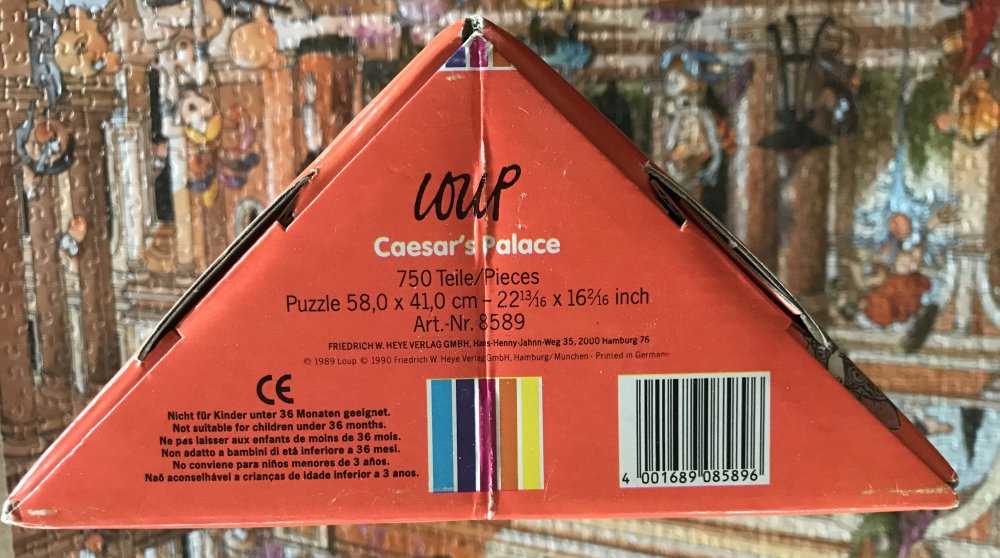 Loup
Caesar's Palace
750 Teile/Pieces
Puzzle 58,0 x 41,0 cm – 22 13/16 x 16 2/16 inch
Art.-Nr. 8589
FRIEDRICH W. HEYE VERLAG GMBH, Hans-Henny-Jahnn-Weg 35, 2000 Hamburg 76
© 1989 Loup © 1990 Friedrich W. Heye Verlag GmbH, Hamburg/München · Printed in Germany
CE
Nicht für Kinder unter 36 Monaten geeignet.
Not suitable for children under 36 months.
Ne pas laisser aux enfants de moins de 36 mois.
Non adatto a bambini di età inferiore a 36 mesi.
No conviene para niños menores de 3 años.
Naõ aconselhável a crianças de idade inferior a 3 anos.
4 001689 085896